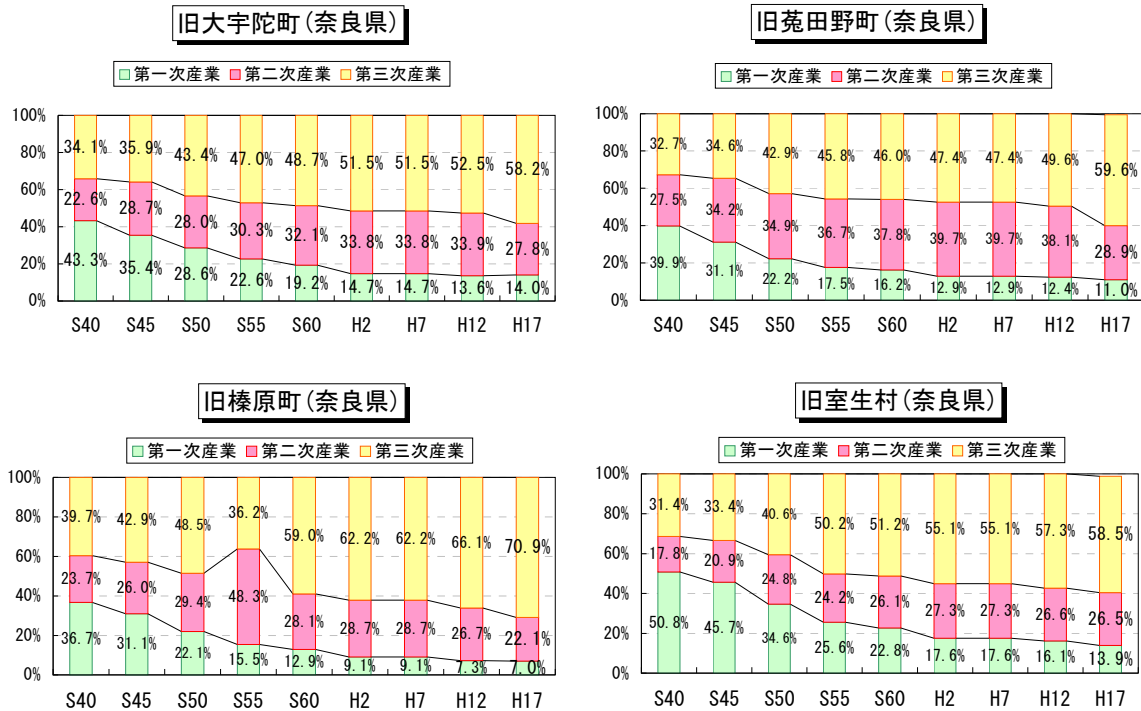 旧大宇陀町(奈良県)
第一次産業 第二次産業 第三次産業
100%
80%
60%
40%
20%
0%
34.1% 35.9% 43.4% 47.0% 48.7% 51.5% 51.5% 52.5% 58.2%
22.6% 28.7% 28.0% 30.3% 32.1% 33.8% 33.8% 33.9% 27.8%
43.3% 35.4% 28.6% 22.6% 19.2% 14.7% 14.7% 13.6% 14.0%
S40 S45 S50 S55 S60 H2 H7 H12 H17
旧菟田野町(奈良県)
第一次産業 第二次産業 第三次産業
100%
80%
60%
40%
20%
0%
32.7% 34.6% 42.9% 45.8% 46.0% 47.4% 47.4% 49.6% 59.6%
27.5% 34.2% 34.9% 36.7% 37.8% 39.7% 39.7% 38.1% 28.9%
39.9% 31.1% 22.2% 17.5% 16.2% 12.9% 12.9% 12.4% 11.0%
S40 S45 S50 S55 S60 H2 H7 H12 H17
旧榛原町(奈良県)
第一次産業 第二次産業 第三次産業
100%
80%
60%
40%
20%
0%
39.7% 42.9% 48.5% 36.2% 59.0% 62.2% 62.2% 66.1% 70.9%
23.7% 26.0% 29.4% 48.3% 28.1% 28.7% 28.7% 26.7% 22.1%
36.7% 31.1% 22.1% 15.5% 12.9% 9.1% 9.1% 7.3% 7.0%
S40 S45 S50 S55 S60 H2 H7 H12 H17
旧室生村(奈良県)
第一次産業 第二次産業 第三次産業
100%
80%
60%
40%
20%
0%
31.4% 33.4% 40.6% 50.2% 51.2% 55.1% 55.1% 57.3% 58.5%
17.8% 20.9% 24.8% 24.2% 26.1% 27.3% 27.3% 26.6% 26.5%
50.8% 45.7% 34.6% 25.6% 22.8% 17.6% 17.6% 16.1% 13.9%
S40 S45 S50 S55 S60 H2 H7 H12 H17